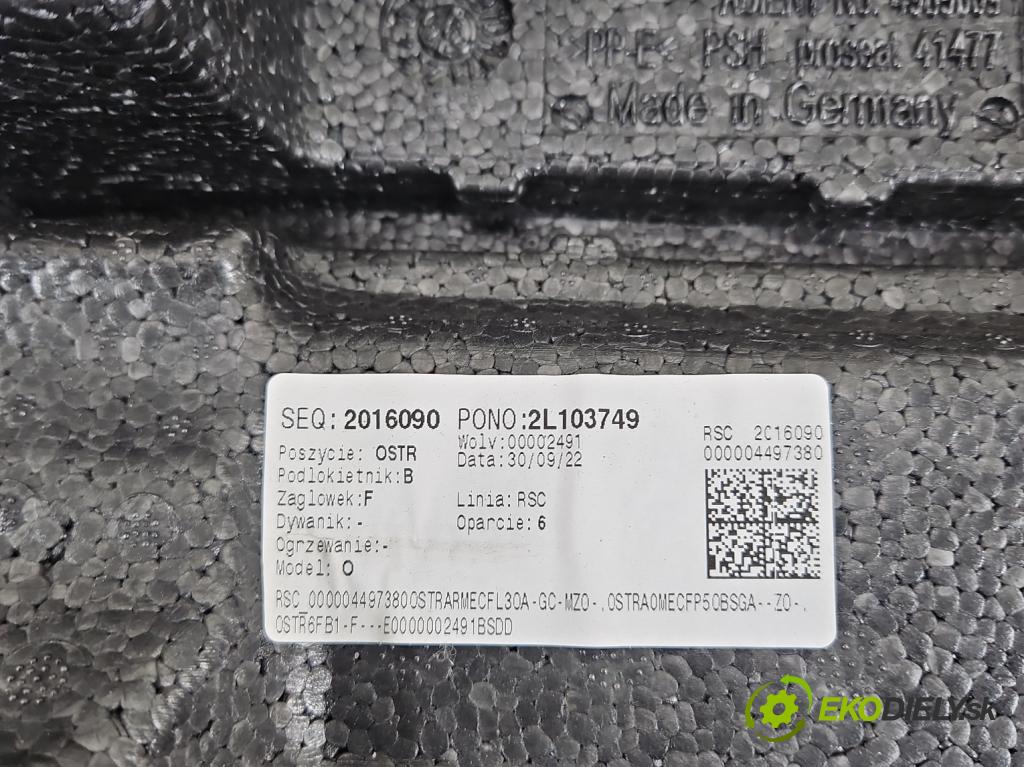 PP-E PSH proseat 41477
Made in Germany
SEQ: 2016090 PONO:2L103749
Wolv:00002491
Poszycie: OSTR
Data:30/09/22
Podlokietnik:B
Zaglowek:F
Linia:RSC
Dywanik:-
Oparcie:6
Ogrzewanie:-
Model: O
RSC 2016090
000004497380
RSC_000004497380OSTRARMECFL30A-GC-MZ0-,OSTRA0MECFP50BSGA--Z0-,
OSTR6FB1-F---E0000002491BSDD
EKODIELY.SK